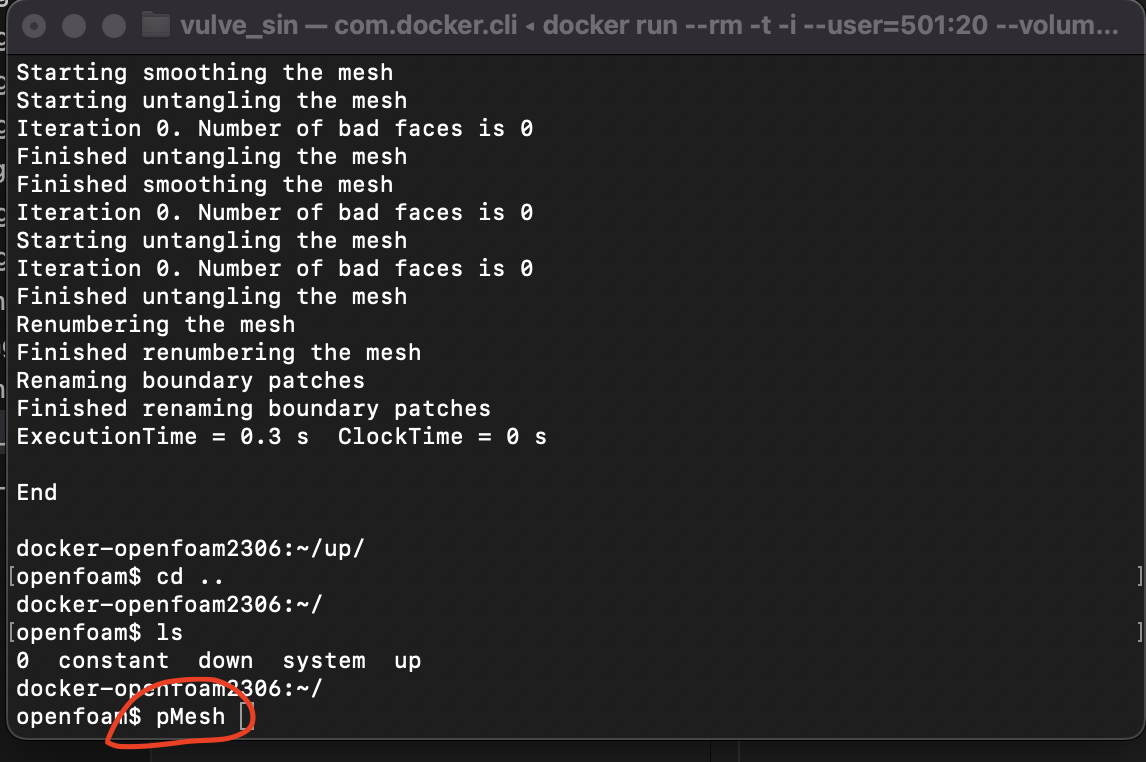 vulve_sin — com.docker.cli ◂ docker run --rm -t -i --user=501:20 --volum...
Starting smoothing the mesh
Starting untangling the mesh
Iteration 0. Number of bad faces is 0
Finished untangling the mesh
Finished smoothing the mesh
Iteration 0. Number of bad faces is 0
Starting untangling the mesh
Iteration 0. Number of bad faces is 0
Finished untangling the mesh
Renumbering the mesh
Finished renumbering the mesh
Renaming boundary patches
Finished renaming boundary patches
ExecutionTime = 0.3 s  ClockTime = 0 s
End
docker-openfoam2306:~/up/
[openfoam$ cd .. ]
docker-openfoam2306:~/
[openfoam$ ls ]
0  constant  down  system  up
docker-openfoam2306:~/
openfoam$ pMesh